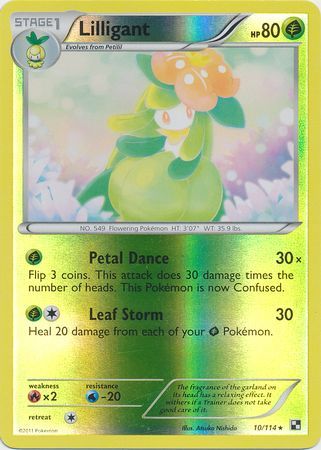 STAGE 1 Lilligant HP 80
Evolves from Petilil
NO. 549 Flowering Pokémon HT: 3'07" WT: 35.9 lbs.
Petal Dance 30×
Flip 3 coins. This attack does 30 damage times
the number of heads. This Pokémon is now Confused.
Leaf Storm 30
Heal 20 damage from each of your Pokémon.
weakness resistance
×2 -20
retreat
The fragrance of the garland on
its head has a relaxing effect. It
withers if a Trainer does not take
good care of it.
©2011 Pokémon Illus. Atsuko Nishida 10/114 ★